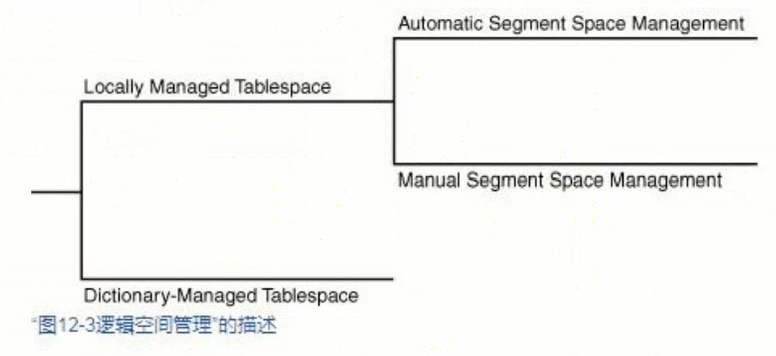 Automatic Segment Space Management
Locally Managed Tablespace
Manual Segment Space Management
Dictionary-Managed Tablespace
“图12-3逻辑空间管理”的描述